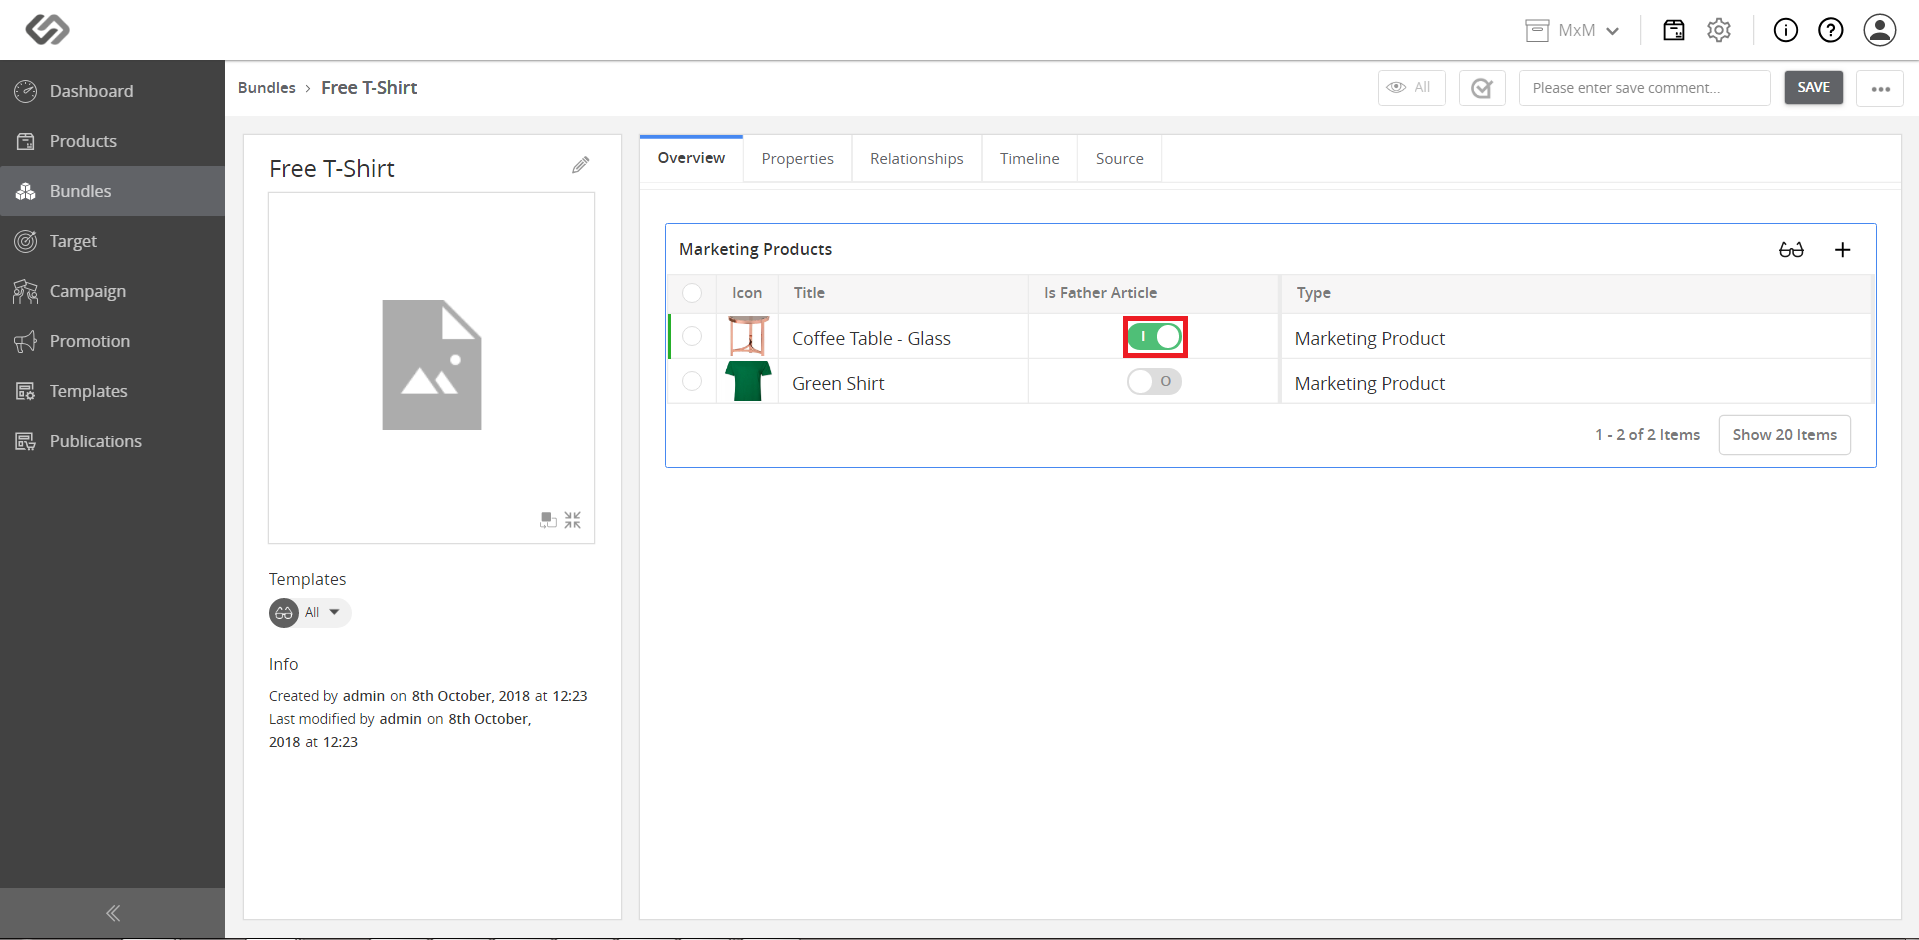 MxM
Dashboard
Products
Bundles
Target
Campaign
Promotion
Templates
Publications
Bundles › Free T-Shirt
All
Please enter save comment...
SAVE
Free T-Shirt
Templates
All
Info
Created by admin on 8th October, 2018 at 12:23
Last modified by admin on 8th October,
2018 at 12:23
Overview Properties Relationships Timeline Source
Marketing Products
Icon Title Is Father Article Type
Coffee Table - Glass I Marketing Product
Green Shirt O Marketing Product
1 - 2 of 2 Items Show 20 Items